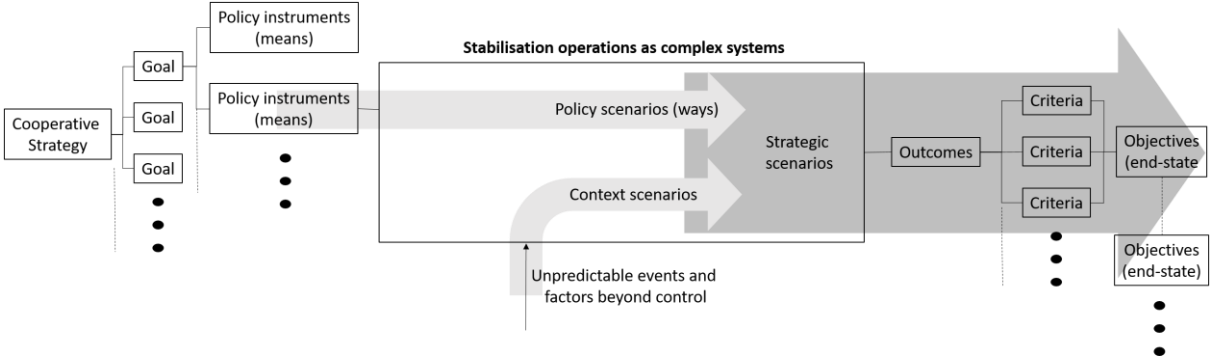 Policy instruments
(means)
Stabilisation operations as complex systems
Goal
Policy instruments
(means)
Policy scenarios (ways)
Cooperative
Strategy
Goal
Goal
Strategic
scenarios
Context scenarios
Outcomes
Criteria
Criteria
Criteria
Objectives
(end-state
Unpredictable events and
factors beyond control
Objectives
(end-state)